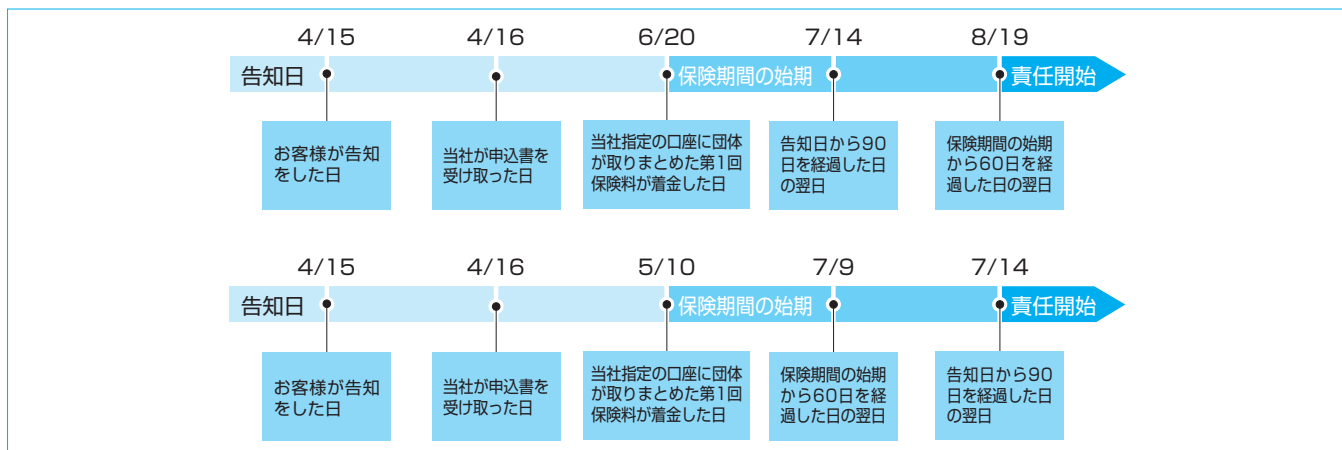 4/15 4/16 6/20 7/14 8/19
告知日 保険期間の始期 責任開始
お客様が告知
をした日
当社が申込書を
受け取った日
当社指定の口座に団体
が取りまとめた第1回
保険料が着金した日
告知日から90
日を経過した日
の翌日
保険期間の始期
から60日を経
過した日の翌日
4/15 4/16 5/10 7/9 7/14
告知日 保険期間の始期 責任開始
お客様が告知
をした日
当社が申込書を
受け取った日
当社指定の口座に団体
が取りまとめた第1回
保険料が着金した日
保険期間の始期
から60日を経
過した日の翌日
告知日から90
日を経過した日
の翌日